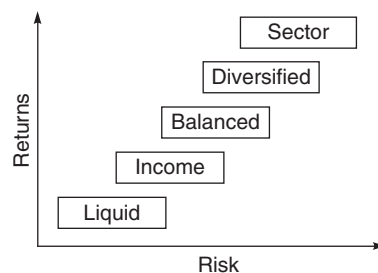 Sector
Diversified
Balanced
Income
Liquid
Returns
Risk